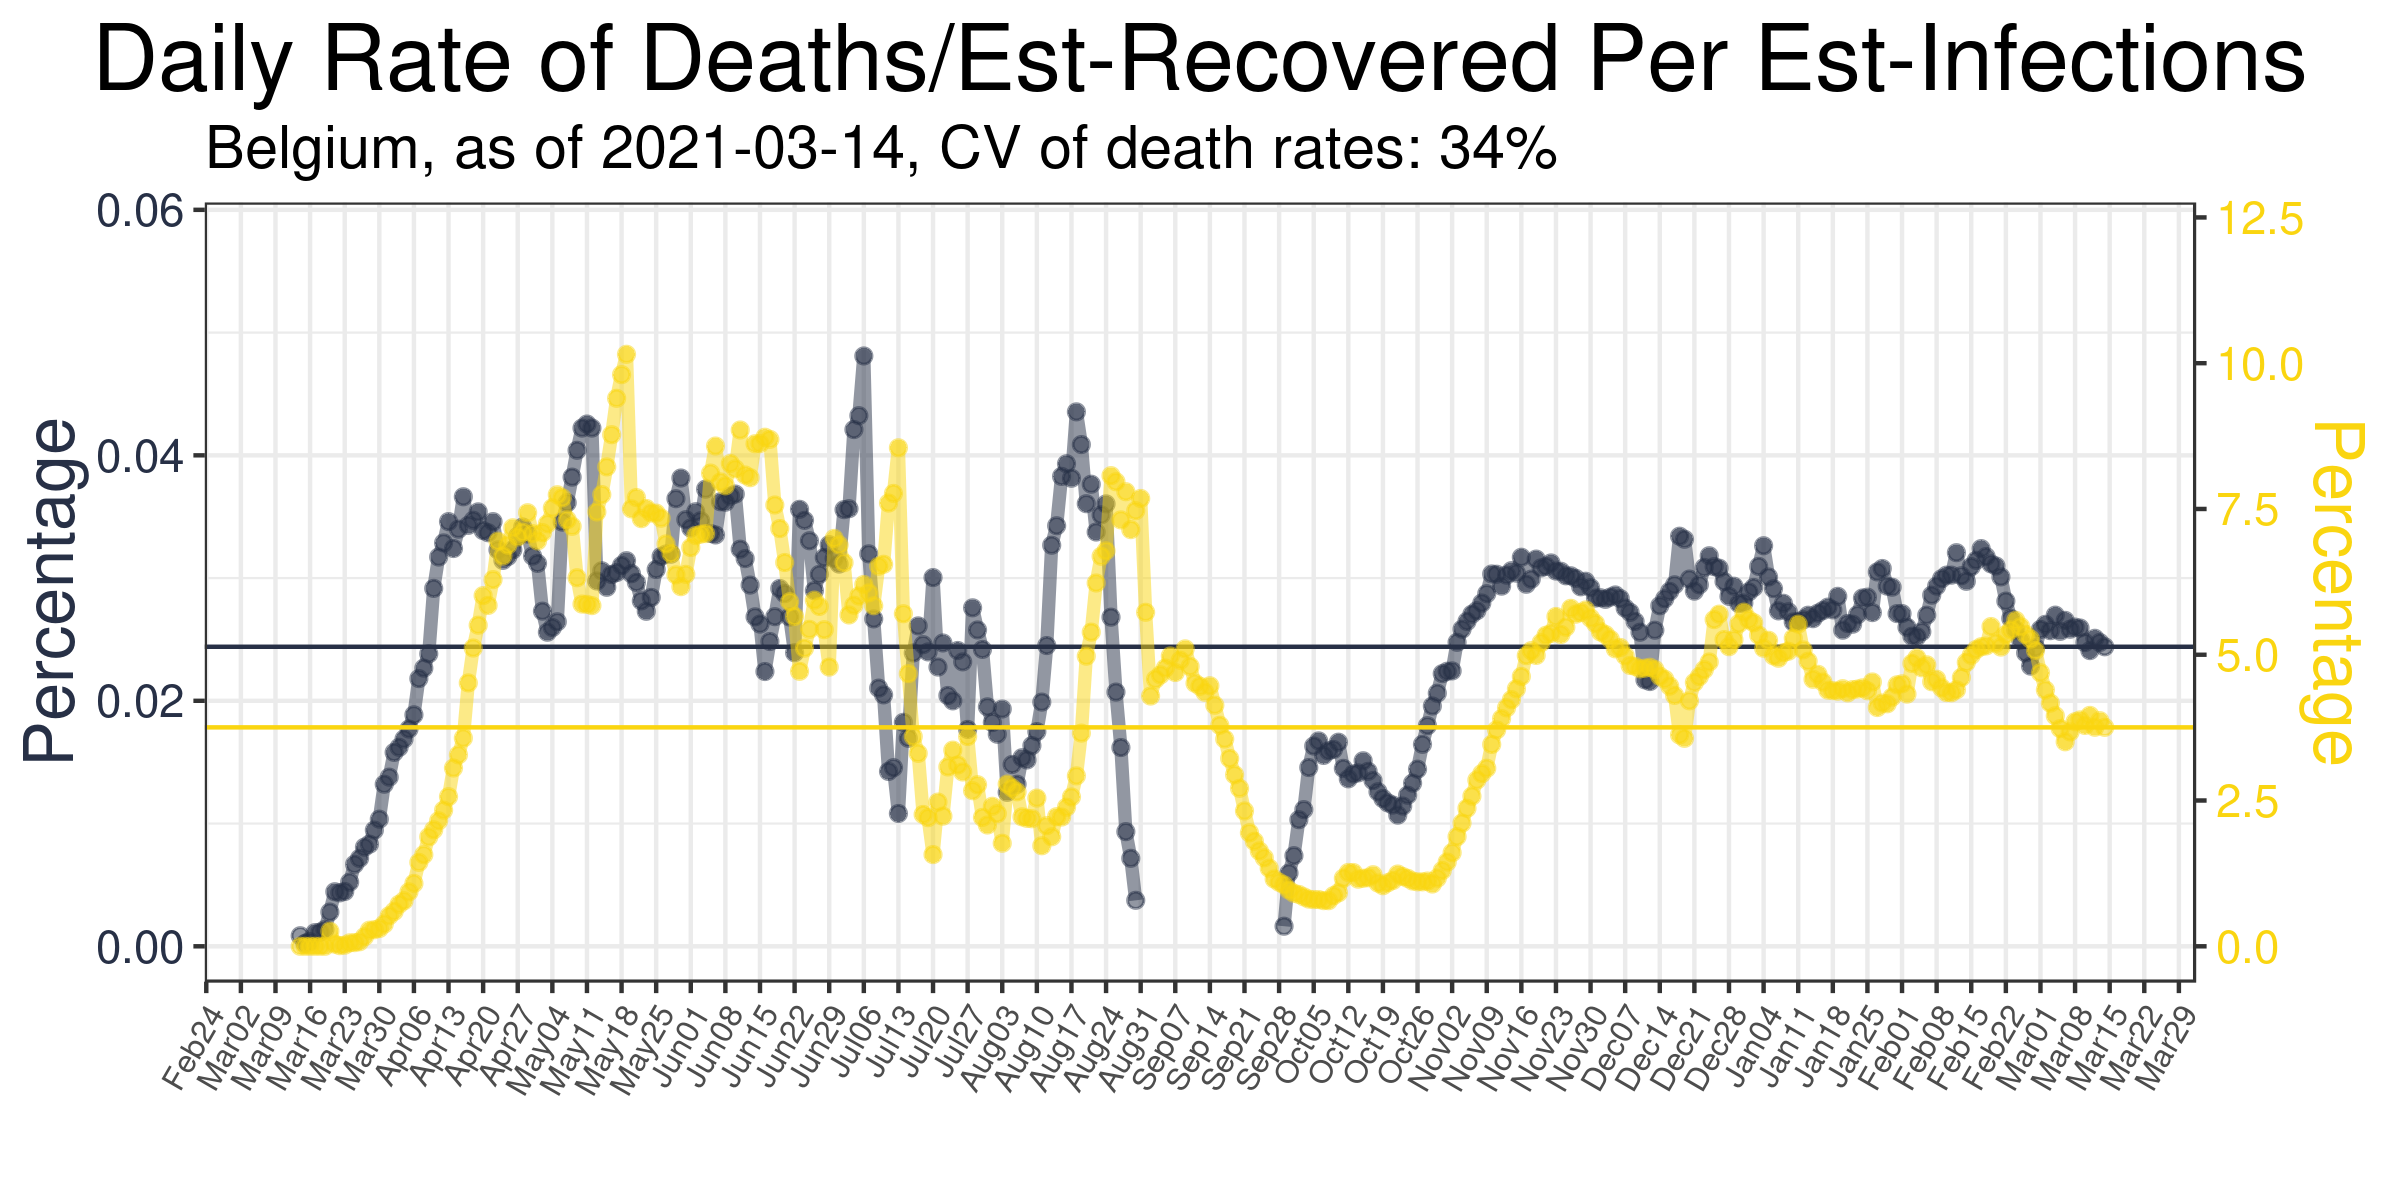 Daily Rate of Deaths/Est-Recovered Per Est-Infections
Belgium, as of 2021-03-14, CV of death rates: 34%
Percentage
0.06
0.04
0.02
0.00
12.5
10.0
7.5
5.0
2.5
0.0
Percentage
Feb24
Mar02
Mar09
Mar16
Mar23
Mar30
Apr06
Apr13
Apr20
Apr27
May04
May11
May18
May25
Jun01
Jun08
Jun15
Jun22
Jun29
Jul06
Jul13
Jul20
Jul27
Aug03
Aug10
Aug17
Aug24
Aug31
Sep07
Sep14
Sep21
Sep28
Oct05
Oct12
Oct19
Oct26
Nov02
Nov09
Nov16
Nov23
Nov30
Dec07
Dec14
Dec21
Dec28
Jan04
Jan11
Jan18
Jan25
Feb01
Feb08
Feb15
Feb22
Mar01
Mar08
Mar15
Mar22
Mar29